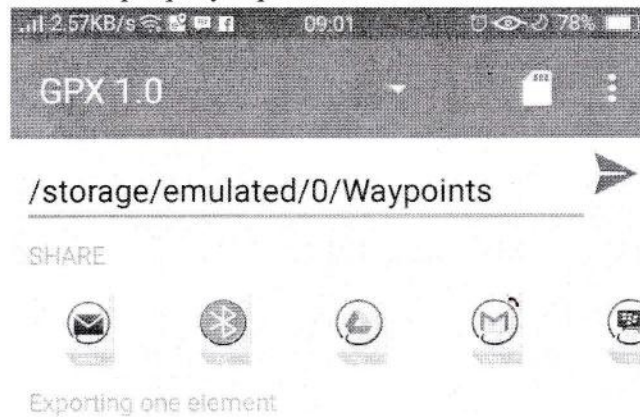 2.57KB/s 09:01 78%
GPX 1.0
/storage/emulated/0/Waypoints
SHARE
Exporting one element